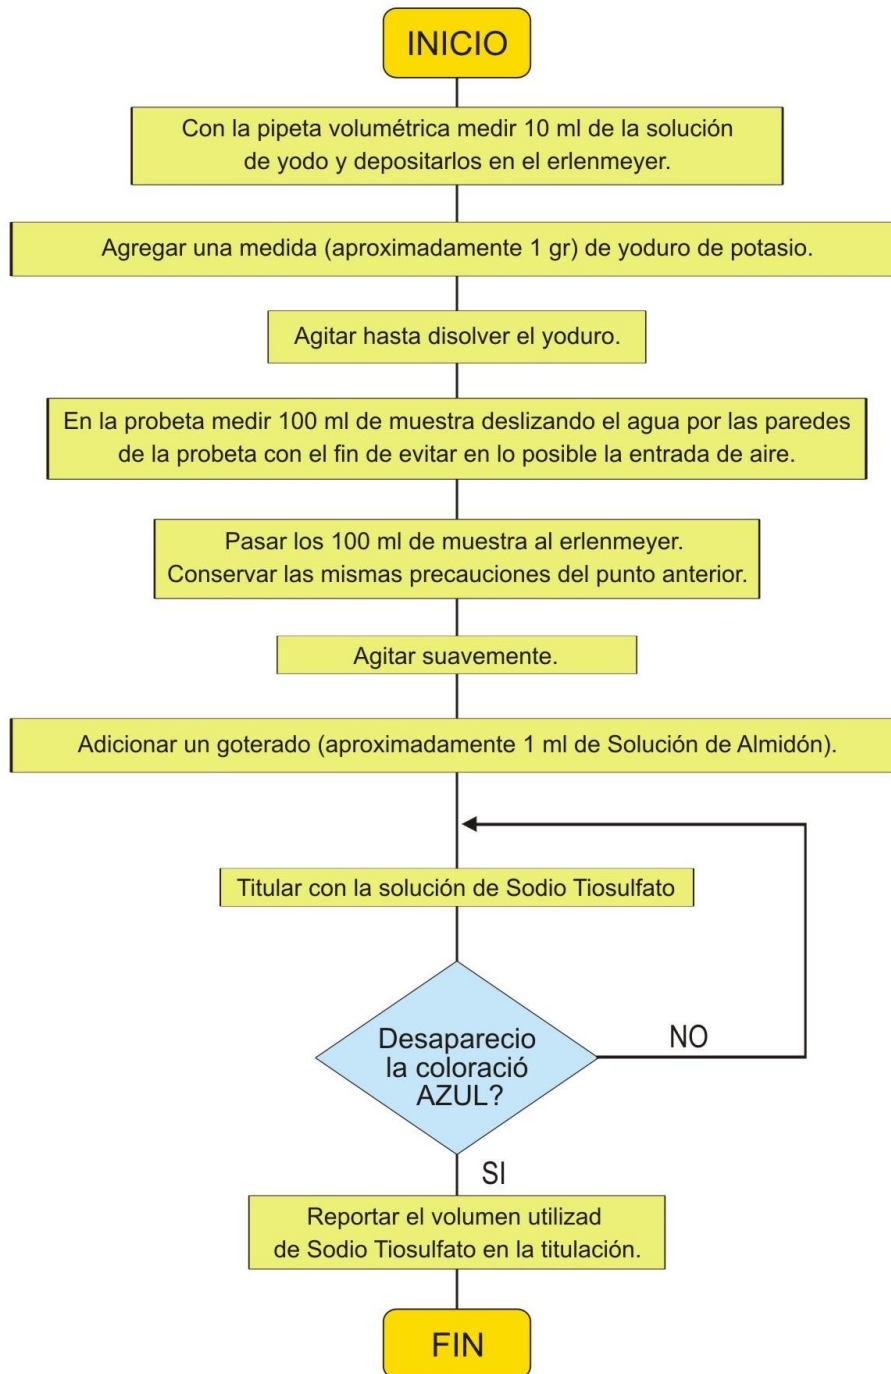 INICIO
Con la pipeta volumétrica medir 10 ml de la solución
de yodo y depositarlos en el erlenmeyer.
Agregar una medida (aproximadamente 1 gr) de yoduro de potasio.
Agitar hasta disolver el yoduro.
En la probeta medir 100 ml de muestra deslizando el agua por las paredes
de la probeta con el fin de evitar en lo posible la entrada de aire.
Pasar los 100 ml de muestra al erlenmeyer.
Conservar las mismas precauciones del punto anterior.
Agitar suavemente.
Adicionar un goterado (aproximadamente 1 ml de Solución de Almidón).
Titular con la solución de Sodio Tiosulfato
Desaparecio
la coloració
AZUL?
NO
SI
Reportar el volumen utilizad
de Sodio Tiosulfato en la titulación.
FIN